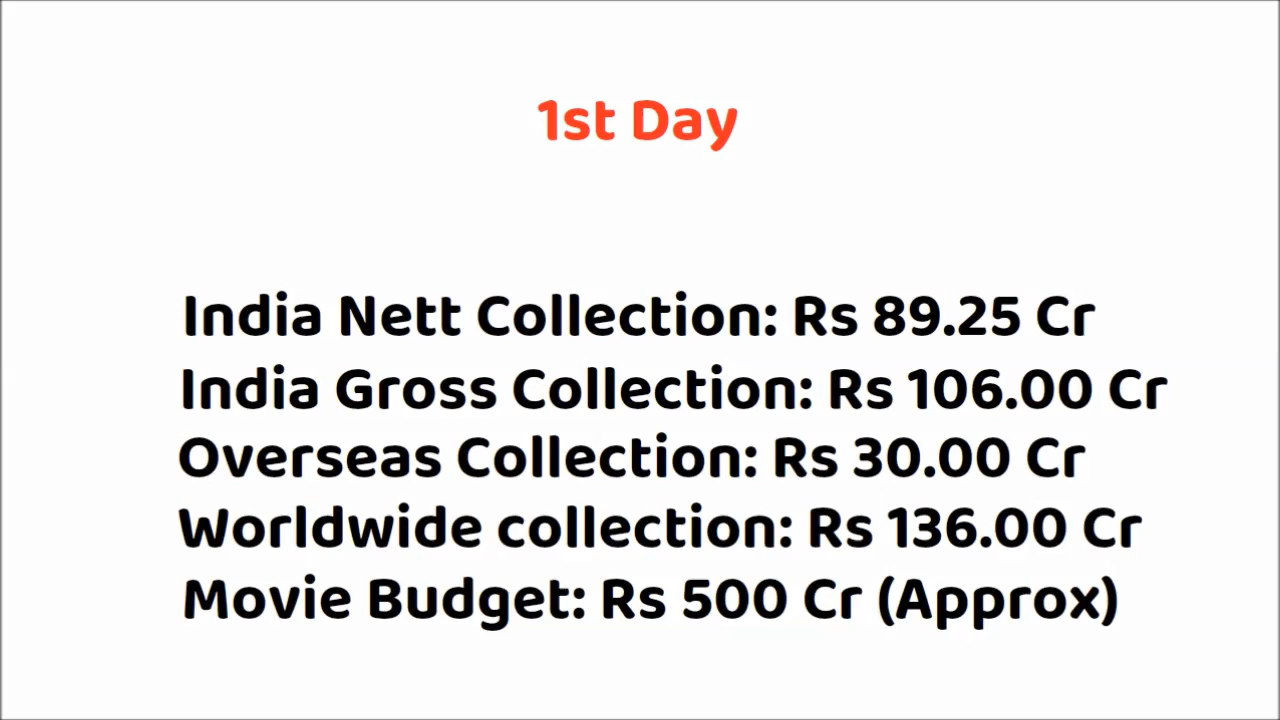 1st Day
India Nett Collection: Rs 89.25 Cr
India Gross Collection: Rs 106.00 Cr
Overseas Collection: Rs 30.00 Cr
Worldwide collection: Rs 136.00 Cr
Movie Budget: Rs 500 Cr (Approx)